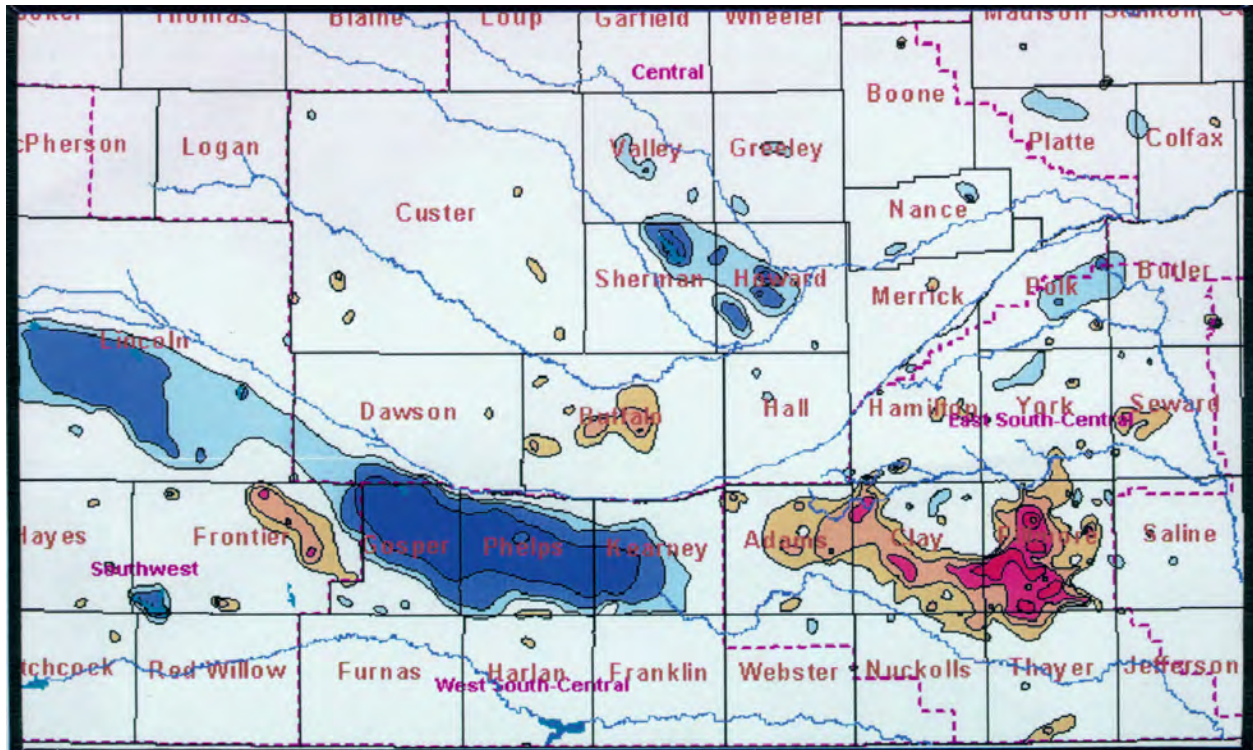 Thomas
Blaine
Loup
Garfield
Wheeler
Madison
Central
Boone
cPherson
Logan
Valley
Greeley
Platte
Colfax
Custer
Nance
Sherman
Howard
Merrick
Polk
Butler
Lincoln
Dawson
Buffalo
Hall
Hamilton
York
Seward
East South-Central
Hayes
Frontier
Gosper
Phelps
Kearney
Adams
Clay
Fillmore
Saline
Southwest
tchcock
Red Willow
Furnas
Harlan
Franklin
Webster
Nuckolls
Thayer
Jefferson
West South-Central